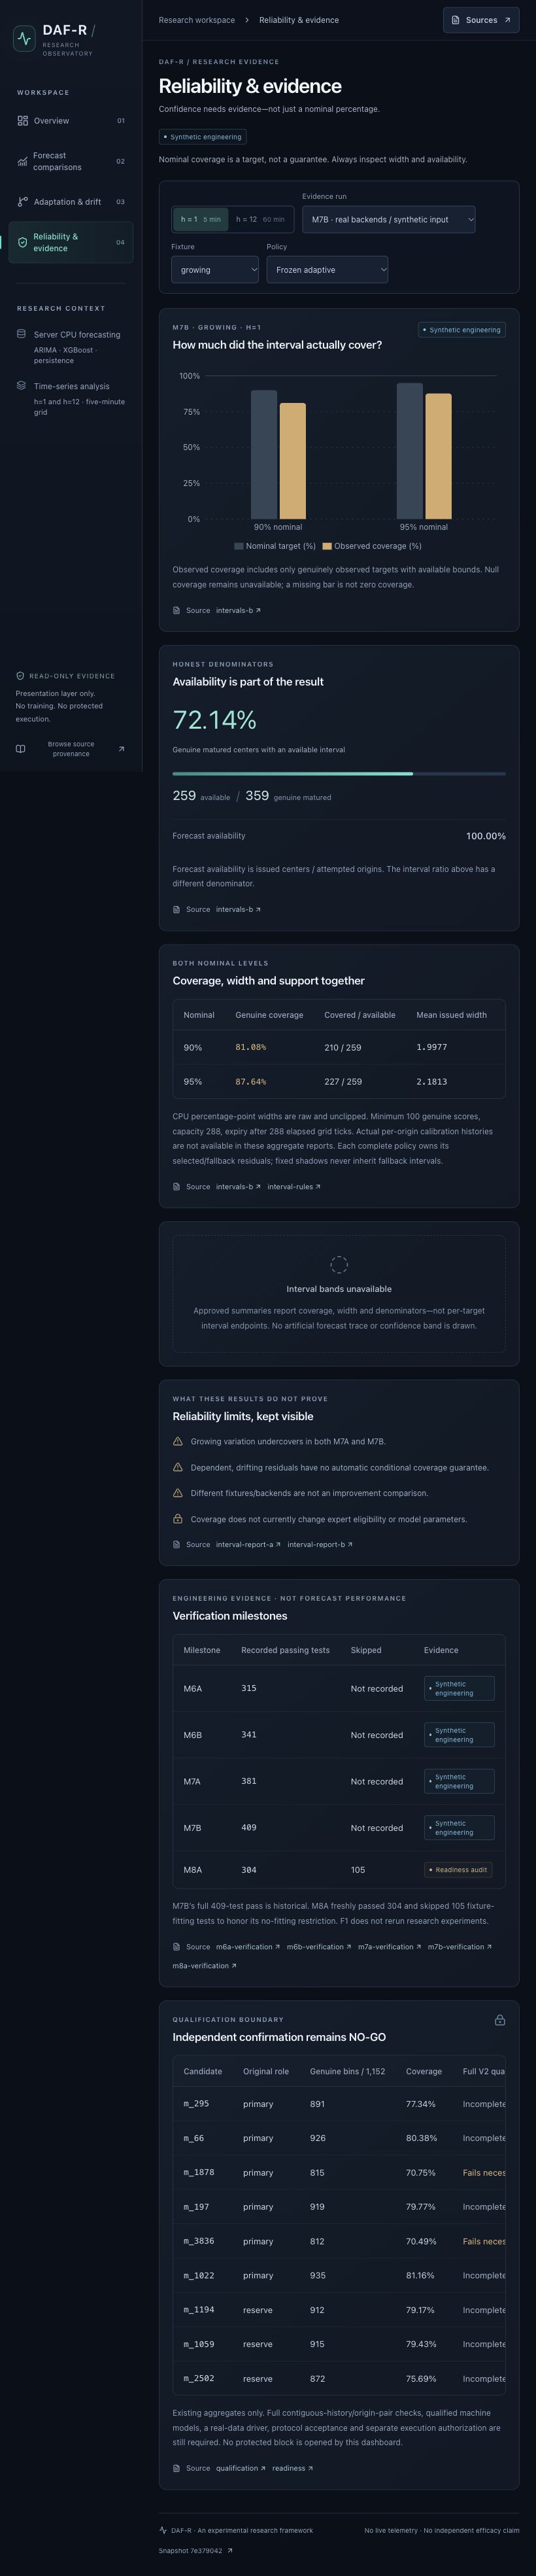 DAF-R /
RESEARCH
OBSERVATORY
WORKSPACE
Overview 01
Forecast
comparisons 02
Adaptation & drift 03
Reliability &
evidence 04
RESEARCH CONTEXT
Server CPU forecasting
ARIMA · XGBoost ·
persistence
Time-series analysis
h=1 and h=12 · five-minute
grid
READ-ONLY EVIDENCE
Presentation layer only.
No training. No protected
execution.
Browse source
provenance
Research workspace > Reliability & evidence
Sources
DAF-R / RESEARCH EVIDENCE
Reliability & evidence
Confidence needs evidence—not just a nominal percentage.
Synthetic engineering
Nominal coverage is a target, not a guarantee. Always inspect width and availability.
Evidence run
h = 1 5 min h = 12 60 min M7B · real backends / synthetic input
Fixture Policy
growing Frozen adaptive
M7B · GROWING · H=1
Synthetic engineering
How much did the interval actually cover?
100%
75%
50%
25%
0%
90% nominal 95% nominal
Nominal target (%) Observed coverage (%)
Observed coverage includes only genuinely observed targets with available bounds. Null
coverage remains unavailable; a missing bar is not zero coverage.
Source intervals-b
HONEST DENOMINATORS
Availability is part of the result
72.14%
Genuine matured centers with an available interval
259 available / 359 genuine matured
Forecast availability 100.00%
Forecast availability is issued centers / attempted origins. The interval ratio above has a
different denominator.
Source intervals-b
BOTH NOMINAL LEVELS
Coverage, width and support together
Nominal Genuine coverage Covered / available Mean issued width
90% 81.08% 210 / 259 1.9977
95% 87.64% 227 / 259 2.1813
CPU percentage-point widths are raw and unclipped. Minimum 100 genuine scores,
capacity 288, expiry after 288 elapsed grid ticks. Actual per-origin calibration histories
are not available in these aggregate reports. Each complete policy owns its
selected/fallback residuals; fixed shadows never inherit fallback intervals.
Source intervals-b interval-rules
Interval bands unavailable
Approved summaries report coverage, width and denominators—not per-target
interval endpoints. No artificial forecast trace or confidence band is drawn.
WHAT THESE RESULTS DO NOT PROVE
Reliability limits, kept visible
Growing variation undercovers in both M7A and M7B.
Dependent, drifting residuals have no automatic conditional coverage guarantee.
Different fixtures/backends are not an improvement comparison.
Coverage does not currently change expert eligibility or model parameters.
Source interval-report-a interval-report-b
ENGINEERING EVIDENCE · NOT FORECAST PERFORMANCE
Verification milestones
Milestone Recorded passing tests Skipped Evidence
M6A 315 Not recorded Synthetic engineering
M6B 341 Not recorded Synthetic engineering
M7A 381 Not recorded Synthetic engineering
M7B 409 Not recorded Synthetic engineering
M8A 304 105 Readiness audit
M7B's full 409-test pass is historical. M8A freshly passed 304 and skipped 105 fixture-
fitting tests to honor its no-fitting restriction. F1 does not rerun research experiments.
Source m6a-verification m6b-verification m7a-verification m7b-verification
m8a-verification
QUALIFICATION BOUNDARY
Independent confirmation remains NO-GO
Candidate Original role Genuine bins / 1,152 Coverage Full V2 qua
m_295 primary 891 77.34% Incomplete
m_66 primary 926 80.38% Incomplete
m_1878 primary 815 70.75% Fails neces
m_197 primary 919 79.77% Incomplete
m_3836 primary 812 70.49% Fails neces
m_1022 primary 935 81.16% Incomplete
m_1194 reserve 912 79.17% Incomplete
m_1059 reserve 915 79.43% Incomplete
m_2502 reserve 872 75.69% Incomplete
Existing aggregates only. Full contiguous-history/origin-pair checks, qualified machine
models, a real-data driver, protocol acceptance and separate execution authorization are
still required. No protected block is opened by this dashboard.
Source qualification readiness
DAF-R · An experimental research framework No live telemetry · No independent efficacy claim
Snapshot 7e379042